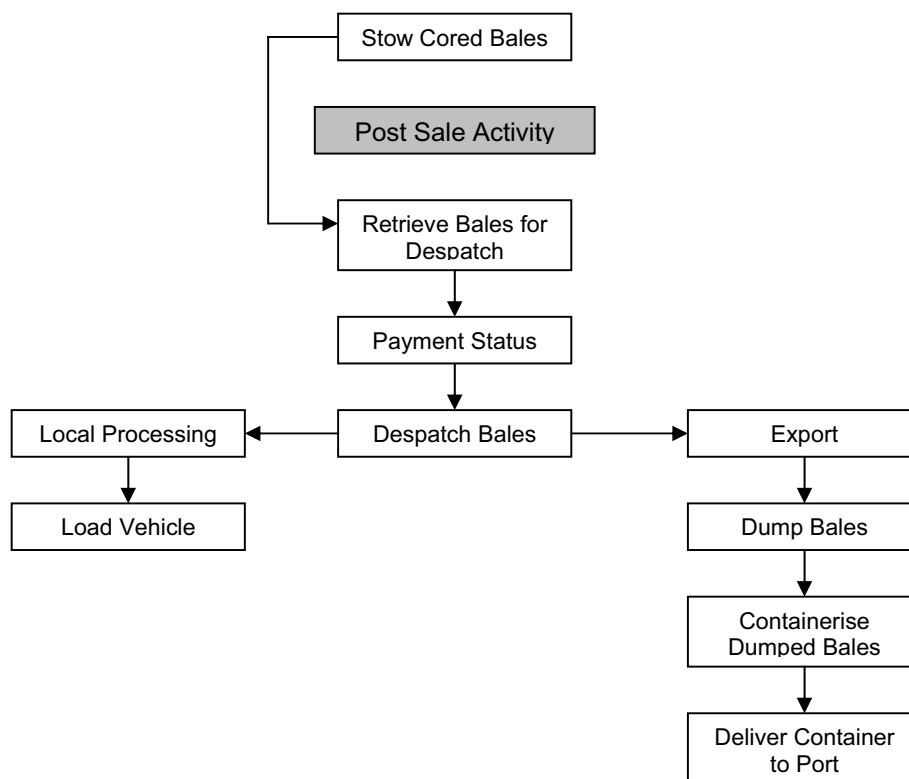 Stow Cored Bales
Post Sale Activity
Retrieve Bales for
Despatch
Payment Status
Local Processing
Despatch Bales
Export
Load Vehicle
Dump Bales
Containerise
Dumped Bales
Deliver Container
to Port